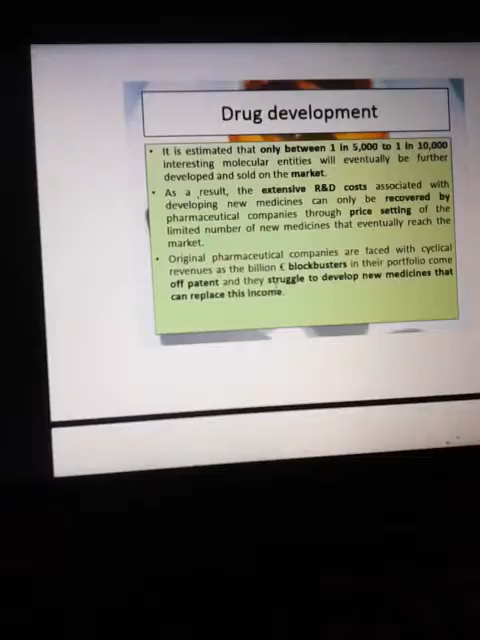 Drug development
• It is estimated that only between 1 in 5,000 to 1 in 10,000
interesting molecular entities will eventually be further
developed and sold on the market.
• As a result, the extensive R&D costs associated with
developing new medicines can only be recovered by
pharmaceutical companies through price setting of the
limited number of new medicines that eventually reach the
market.
• Original pharmaceutical companies are faced with cyclical
revenues as the billion € blockbusters in their portfolio come
off patent and they struggle to develop new medicines that
can replace this income.